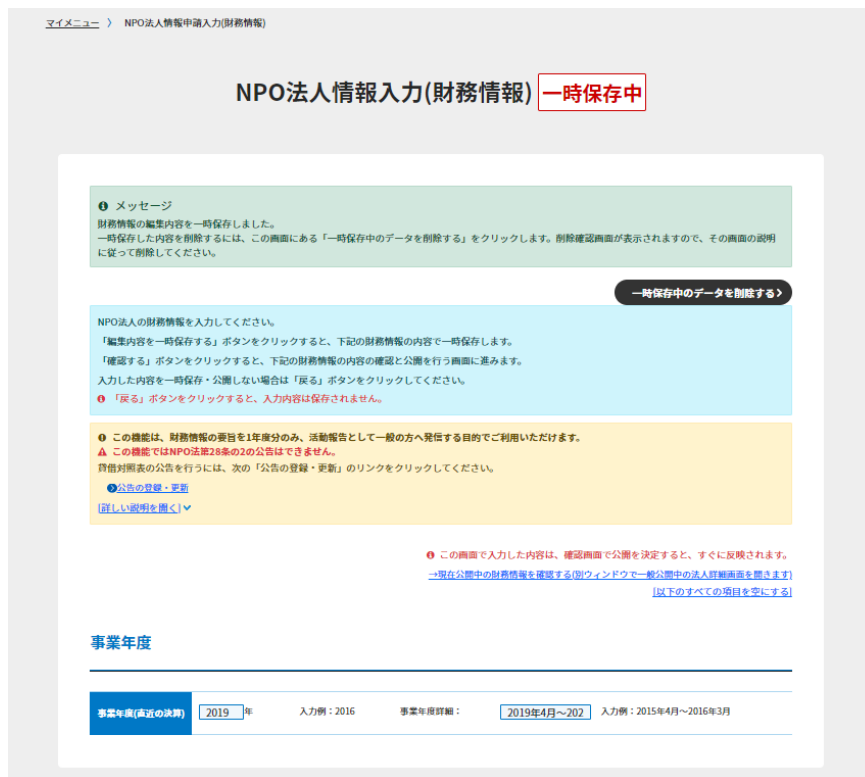 マイメニュー 〉 NPO法人情報申請入力(財務情報)
NPO法人情報入力(財務情報) 一時保存中
メッセージ
財務情報の編集内容を一時保存しました。
一時保存した内容を削除するには、この画面にある「一時保存中のデータを削除する」をクリックします。削除確認画面が表示されますので、その画面の説明
に従って削除してください。
一時保存中のデータを削除する
NPO法人の財務情報を入力してください。
「編集内容を一時保存する」ボタンをクリックすると、下記の財務情報の内容で一時保存します。
「確認する」ボタンをクリックすると、下記の財務情報の内容の確認と公開を行う画面に進みます。
入力した内容を一時保存・公開しない場合は「戻る」ボタンをクリックしてください。
「戻る」ボタンをクリックすると、入力内容は保存されません。
この機能は、財務情報の要旨を1年度分のみ、活動報告として一般の方へ発信する目的でご利用いただけます。
この機能ではNPO法第28条の2の公告はできません。
貸借対照表の公告を行うには、次の「公告の登録・更新」のリンクをクリックしてください。
公告の登録・更新
[詳しい説明を開く]
この画面で入力した内容は、確認画面で公開を決定すると、すぐに反映されます。
→現在公開中の財務情報を確認する(別ウィンドウで一般公開中の法人詳細画面を開きます)
[以下のすべての項目を空にする]
事業年度
事業年度(直近の決算) 2019 年 入力例：2016 事業年度詳細： 2019年4月～202 入力例：2015年4月～2016年3月